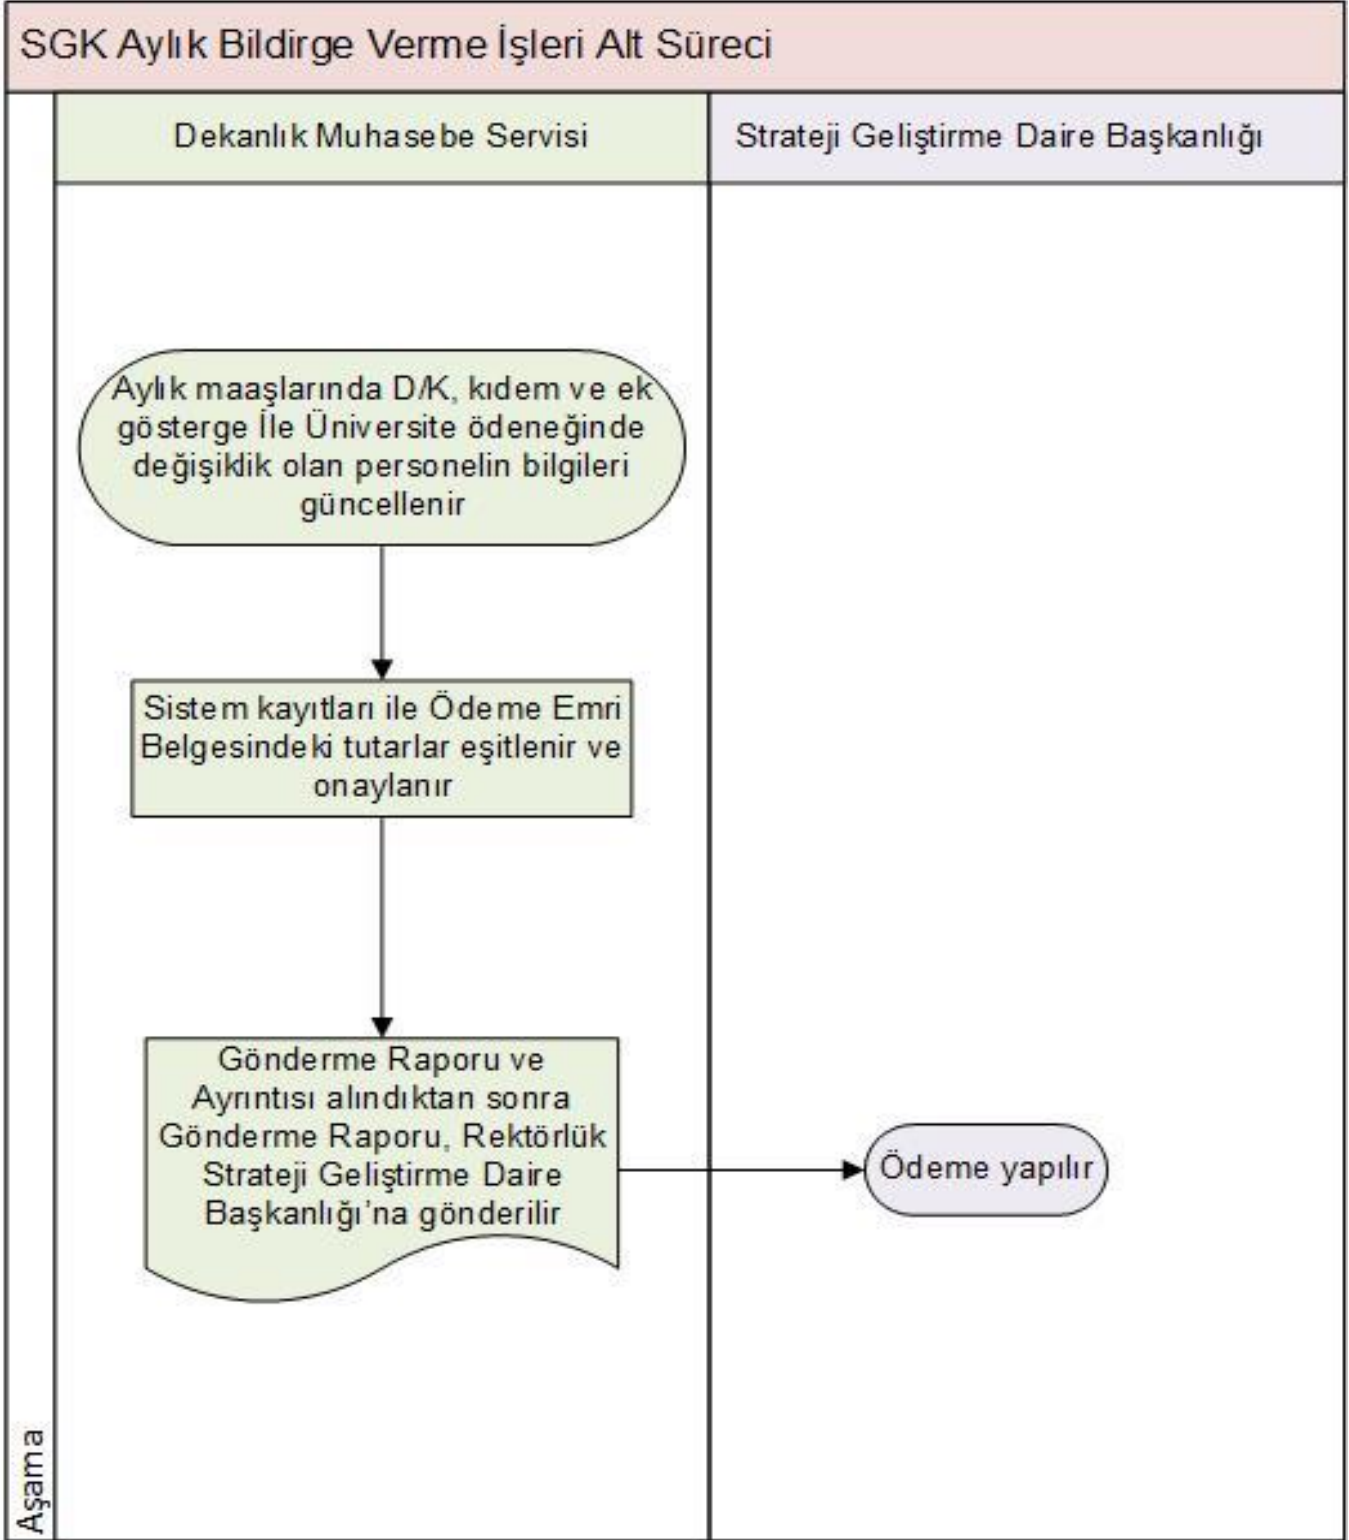 SGK Aylık Bildirge Verme İşleri Alt Süreci
Dekanlık Muhasebe Servisi
Strateji Geliştirme Daire Başkanlığı
Aylık maaşlarında D/K, kıdem ve ek
gösterge İle Üniversite ödeneğinde
değişiklik olan personelin bilgileri
güncellenir
Sistem kayıtları ile Ödeme Emri
Belgesindeki tutarlar eşitlenir ve
onaylanır
Gönderme Raporu ve
Ayrıntısı alındıktan sonra
Gönderme Raporu, Rektörlük
Strateji Geliştirme Daire
Başkanlığı’na gönderilir
Ödeme yapılır
Aşama